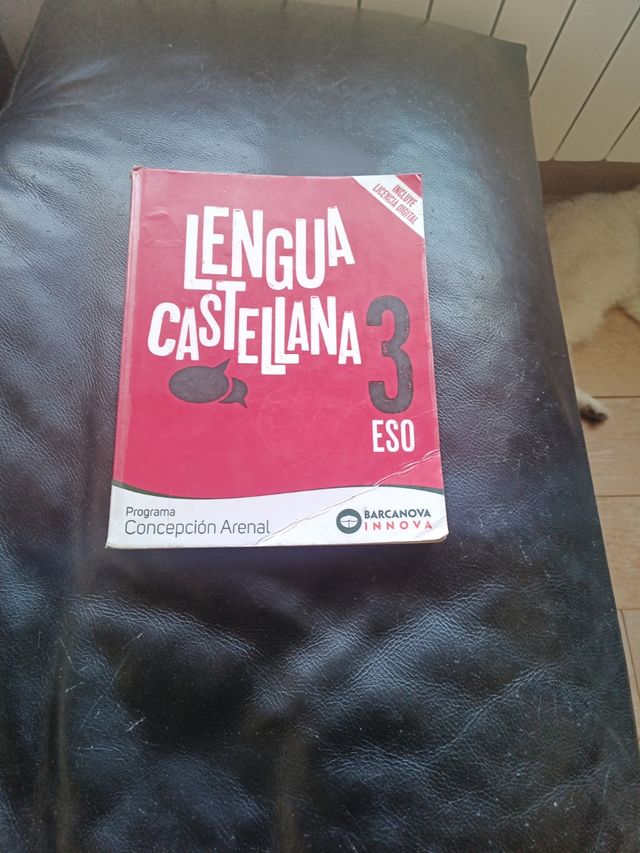 INCLUYE
LICENCIA DIGITAL
LENGUA
CASTELLANA
3
ESO
Programa
Concepción Arenal
BARCANOVA
INNOVA